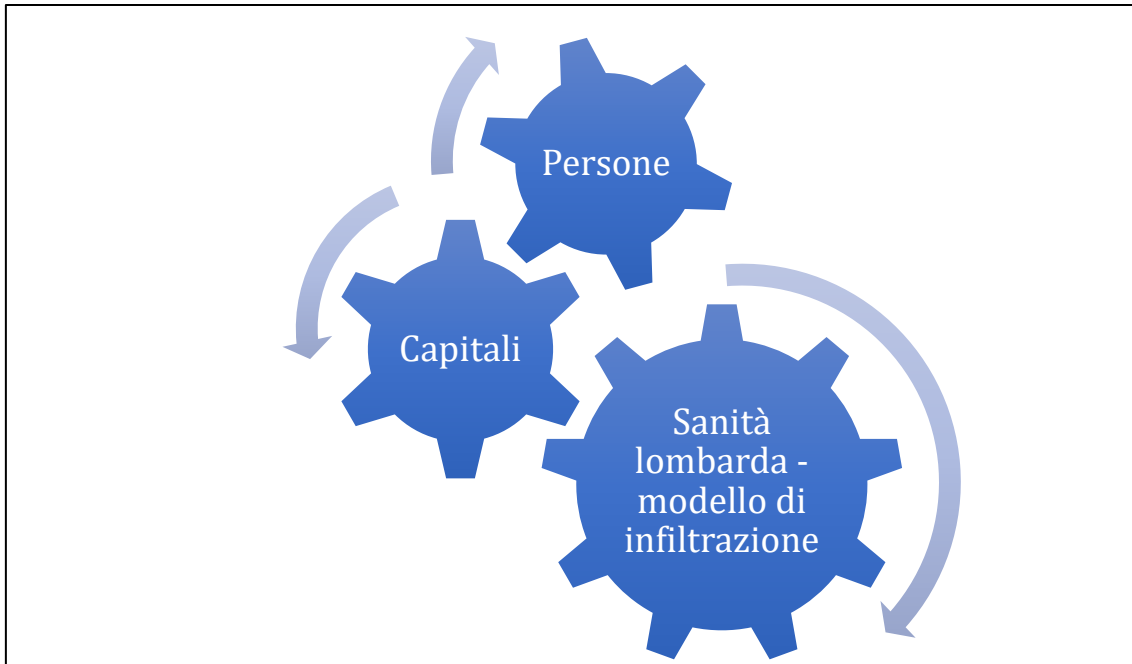 Persone
Capitali
Sanità
lombarda -
modello di
infiltrazione